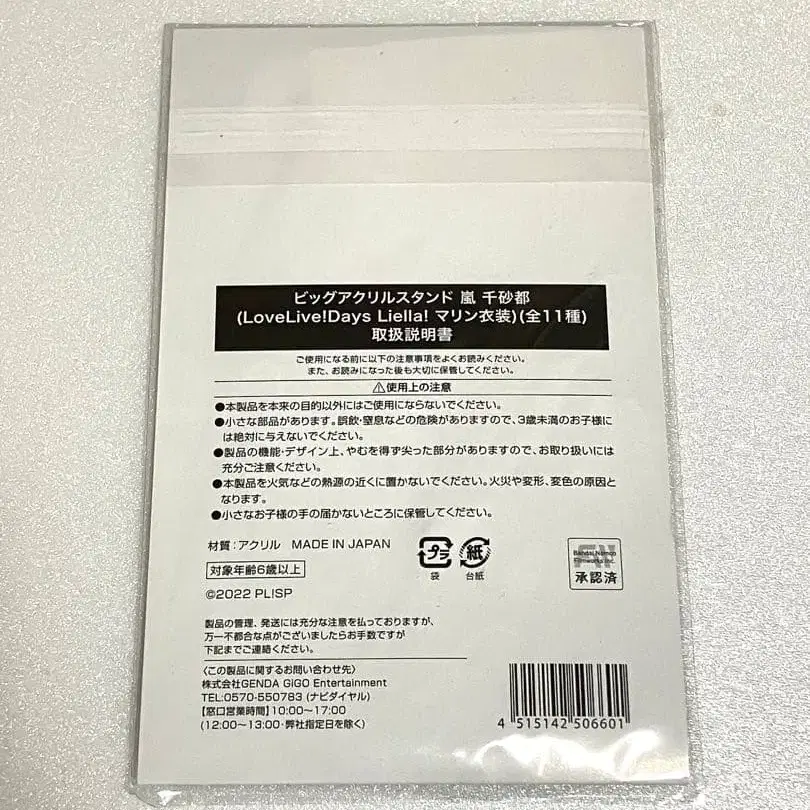 ビッグアクリルスタンド 嵐 千砂都
(LoveLive!Days Liella! マリン衣装)(全11種)
取扱説明書
ご使用になる前に以下の注意事項をよくお読みください。
また、お読みになった後も大切に保管してください。
⚠使用上の注意
●本製品を本来の目的以外にはご使用にならないでください。
●小さな部品があります。誤飲・窒息などの危険がありますので、3歳未満のお子様に
は絶対に与えないでください。
●製品の機能・デザイン上、やむを得ず尖った部分がありますので、お取り扱いには
充分ご注意ください。
●本製品を火気などの熱源の近くに置かないでください。火災や変形、変色の原因と
なります。
●小さなお子様の手の届かないところに保管してください。
材質：アクリル MADE IN JAPAN
対象年齢6歳以上
©2022 PL!SP
プラ
袋
紙
台紙
FW
Bandai Namco
Filmworks Inc.
承認済
製品の管理、発送には充分な注意を払っておりますが、
万一不都合な点がございましたらお手数ですが
下記までご連絡ください。
〈この製品に関するお問い合わせ先〉
株式会社GENDA GiGO Entertainment
TEL:0570-550783 (ナビダイヤル)
【窓口営業時間】10:00〜17:00
(12:00〜13:00・弊社指定日を除く)
4 515142 506601